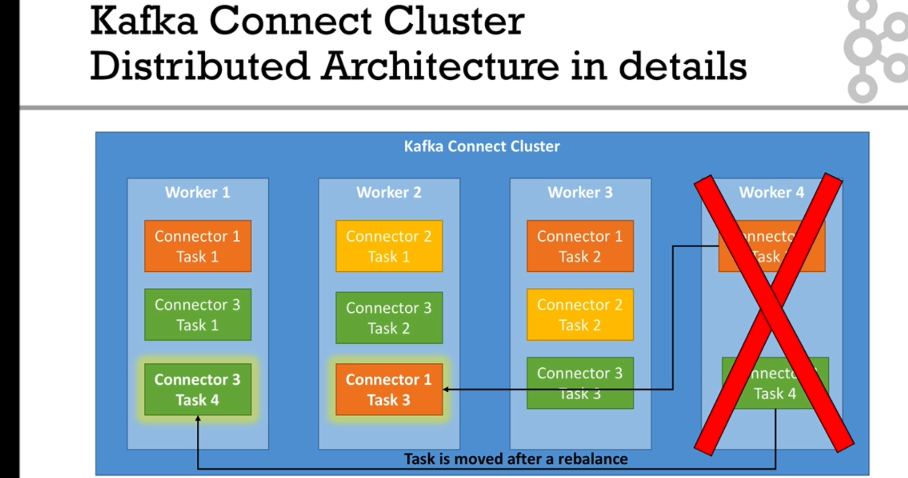 Kafka Connect Cluster
Distributed Architecture in details
Kafka Connect Cluster
Worker 1
Connector 1
Task 1
Connector 3
Task 1
Connector 3
Task 4
Worker 2
Connector 2
Task 1
Connector 3
Task 2
Connector 1
Task 3
Worker 3
Connector 1
Task 2
Connector 2
Task 2
Connector 3
Task 3
Worker 4
Task 4
Task is moved after a rebalance